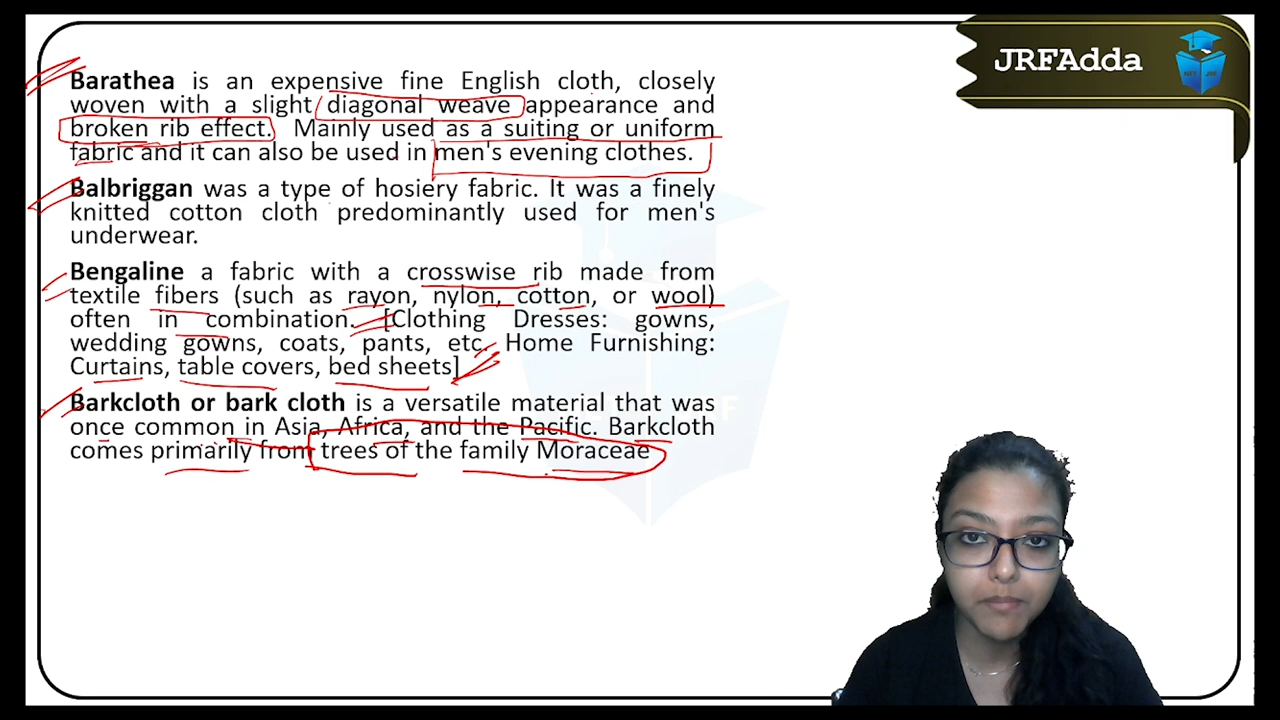 JRFAdda
Barathea is an expensive fine English cloth, closely
woven with a slight diagonal weave appearance and
broken rib effect. Mainly used as a suiting or uniform
fabric and it can also be used in men's evening clothes.
Balbriggan was a type of hosiery fabric. It was a finely
knitted cotton cloth predominantly used for men's
underwear.
Bengaline a fabric with a crosswise rib made from
textile fibers (such as rayon, nylon, cotton, or wool)
often in combination. [Clothing Dresses: gowns,
wedding gowns, coats, pants, etc. Home Furnishing:
Curtains, table covers, bed sheets]
Barkcloth or bark cloth is a versatile material that was
once common in Asia, Africa, and the Pacific. Barkcloth
comes primarily from trees of the family Moraceae